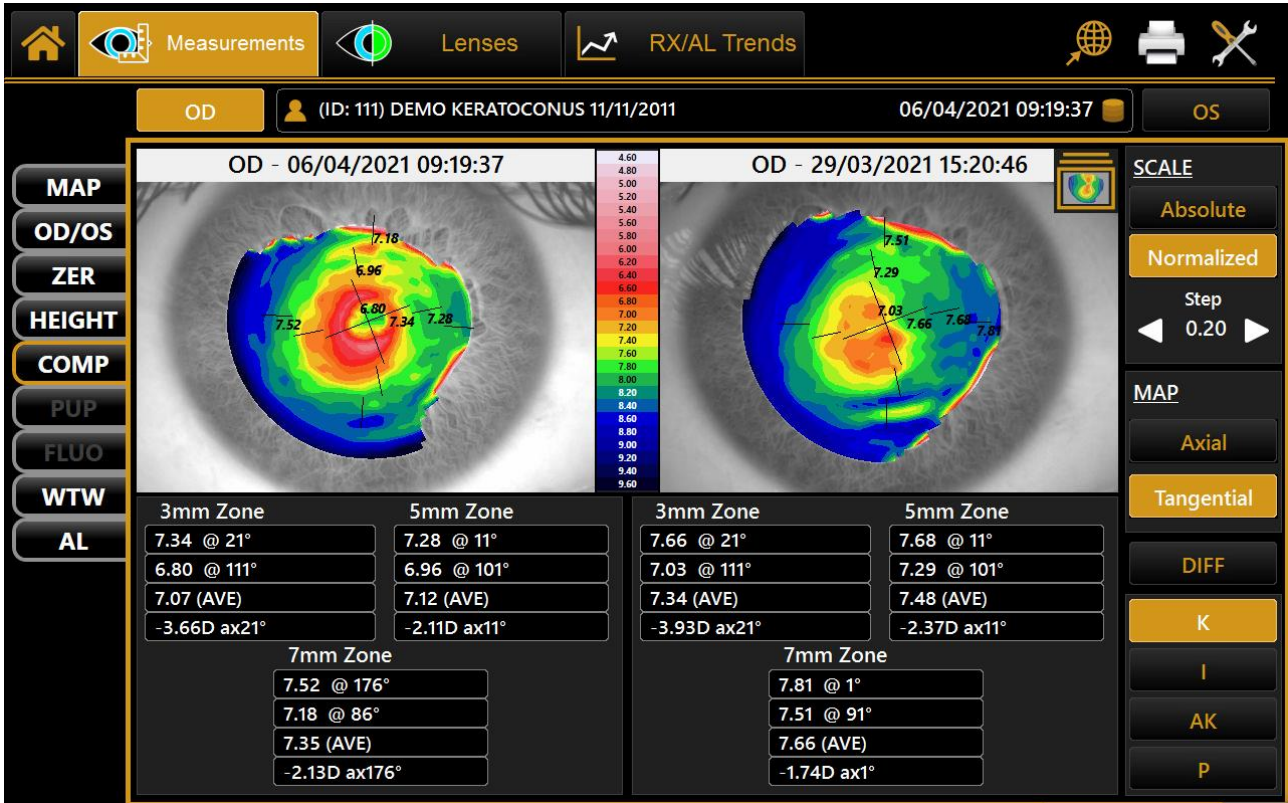 Measurements
Lenses
RX/AL Trends
OD
(ID: 111) DEMO KERATOCONUS 11/11/2011
06/04/2021 09:19:37
OS
MAP
OD/OS
ZER
HEIGHT
COMP
PUP
FLUO
WTW
AL
OD - 06/04/2021 09:19:37
7.18
6.96
6.80
7.52
7.34
7.28
4.60
4.80
5.00
5.20
5.40
5.60
5.80
6.00
6.20
6.40
6.60
6.80
7.00
7.20
7.40
7.60
7.80
8.00
8.20
8.40
8.60
8.80
9.00
9.20
9.40
9.60
OD - 29/03/2021 15:20:46
7.51
7.29
7.03
7.66
7.68
7.81
3mm Zone
7.34 @ 21°
6.80 @ 111°
7.07 (AVE)
-3.66D ax21°
5mm Zone
7.28 @ 11°
6.96 @ 101°
7.12 (AVE)
-2.11D ax11°
7mm Zone
7.52 @ 176°
7.18 @ 86°
7.35 (AVE)
-2.13D ax176°
3mm Zone
7.66 @ 21°
7.03 @ 111°
7.34 (AVE)
-3.93D ax21°
5mm Zone
7.68 @ 11°
7.29 @ 101°
7.48 (AVE)
-2.37D ax11°
7mm Zone
7.81 @ 1°
7.51 @ 91°
7.66 (AVE)
-1.74D ax1°
SCALE
Absolute
Normalized
Step
0.20
MAP
Axial
Tangential
DIFF
K
I
AK
P